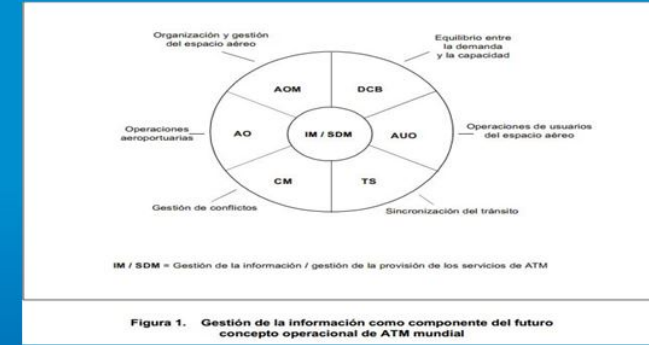 Organización y gestión
del espacio aéreo
Equilibrio entre
la demanda
y la capacidad
AOM
DCB
Operaciones
aeroportuarias
AO
IM / SDM
AUO
Operaciones de usuarios
del espacio aéreo
CM
TS
Gestión de conflictos
Sincronización del tránsito
IM / SDM = Gestión de la información / gestión de la provisión de los servicios de ATM
Figura 1. Gestión de la información como componente del futuro
concepto operacional de ATM mundial